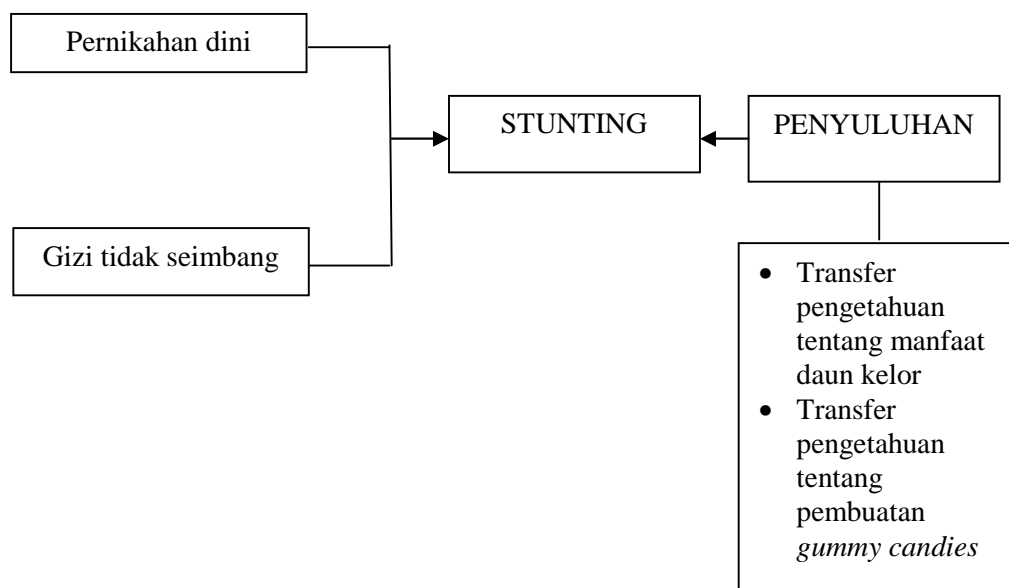 Pernikahan dini
STUNTING
PENYULUHAN
Gizi tidak seimbang
• Transfer
pengetahuan
tentang manfaat
daun kelor
• Transfer
pengetahuan
tentang
pembuatan
gummy candies